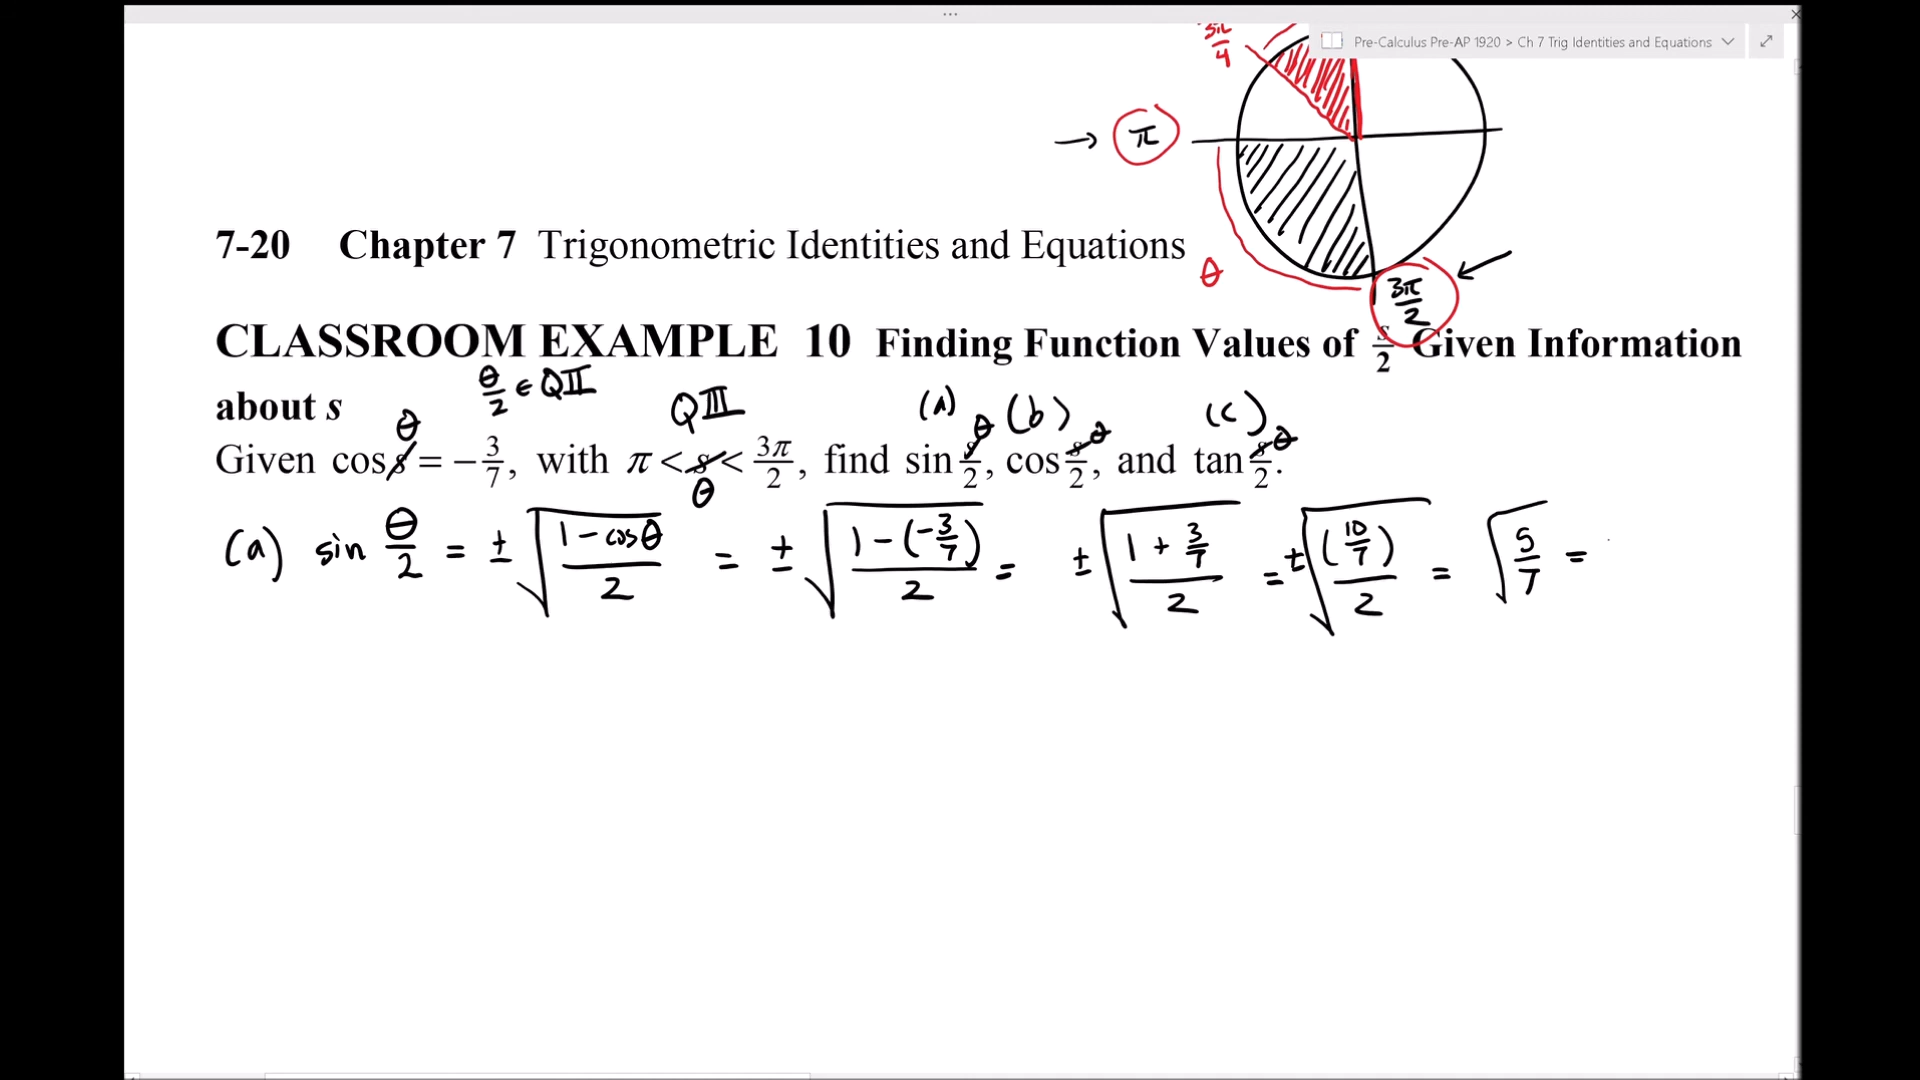 3π/4
Pre-Calculus Pre-AP 1920 > Ch 7 Trig Identities and Equations
→ π
7-20 Chapter 7 Trigonometric Identities and Equations
θ
3π/2
CLASSROOM EXAMPLE 10 Finding Function Values of s/2 Given Information
θ/2 ∈ QII
about s
θ QIII (a) θ (b) θ (c) θ
Given cos s = −3/7, with π < s < 3π/2, find sin s/2, cos s/2, and tan s/2.
θ
(a) sin θ/2 = ± √((1 − cosθ)/2) = ± √((1 − (−3/7))/2) = ± √((1 + 3/7)/2) = ± √((10/7)/2) = √(5/7) =